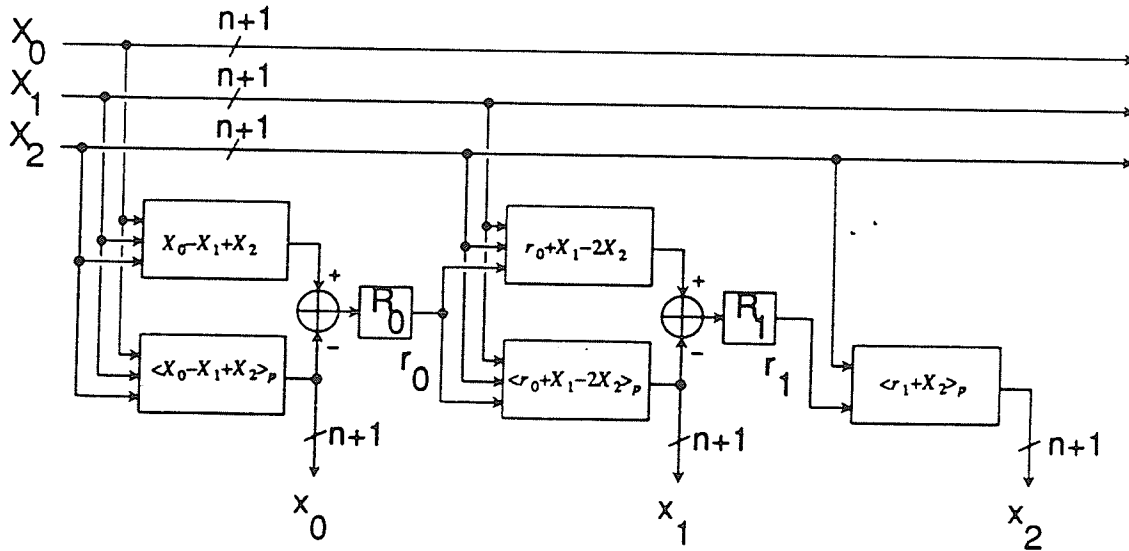 X0 n+1
X1 n+1 n+1
X2 n+1
X0−X1+X2
<X0−X1+X2>p
+
−
R0
r0
n+1
x0
r0+X1−2X2
<r0+X1−2X2>p
+
−
R1
r1
n+1
x1
<r1+X2>p
n+1
x2